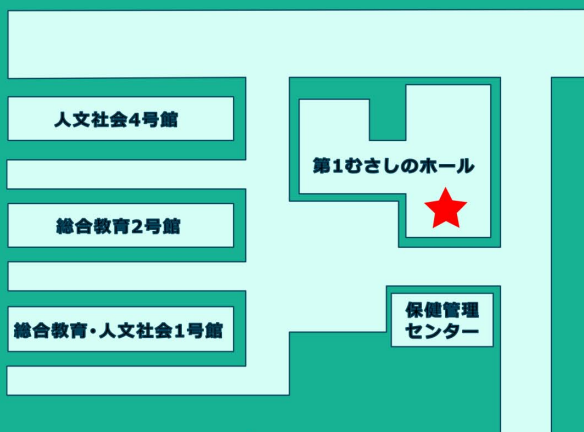 人文社会4号館
第1むさしのホール
総合教育2号館
保健管理
センター
総合教育・人文社会1号館